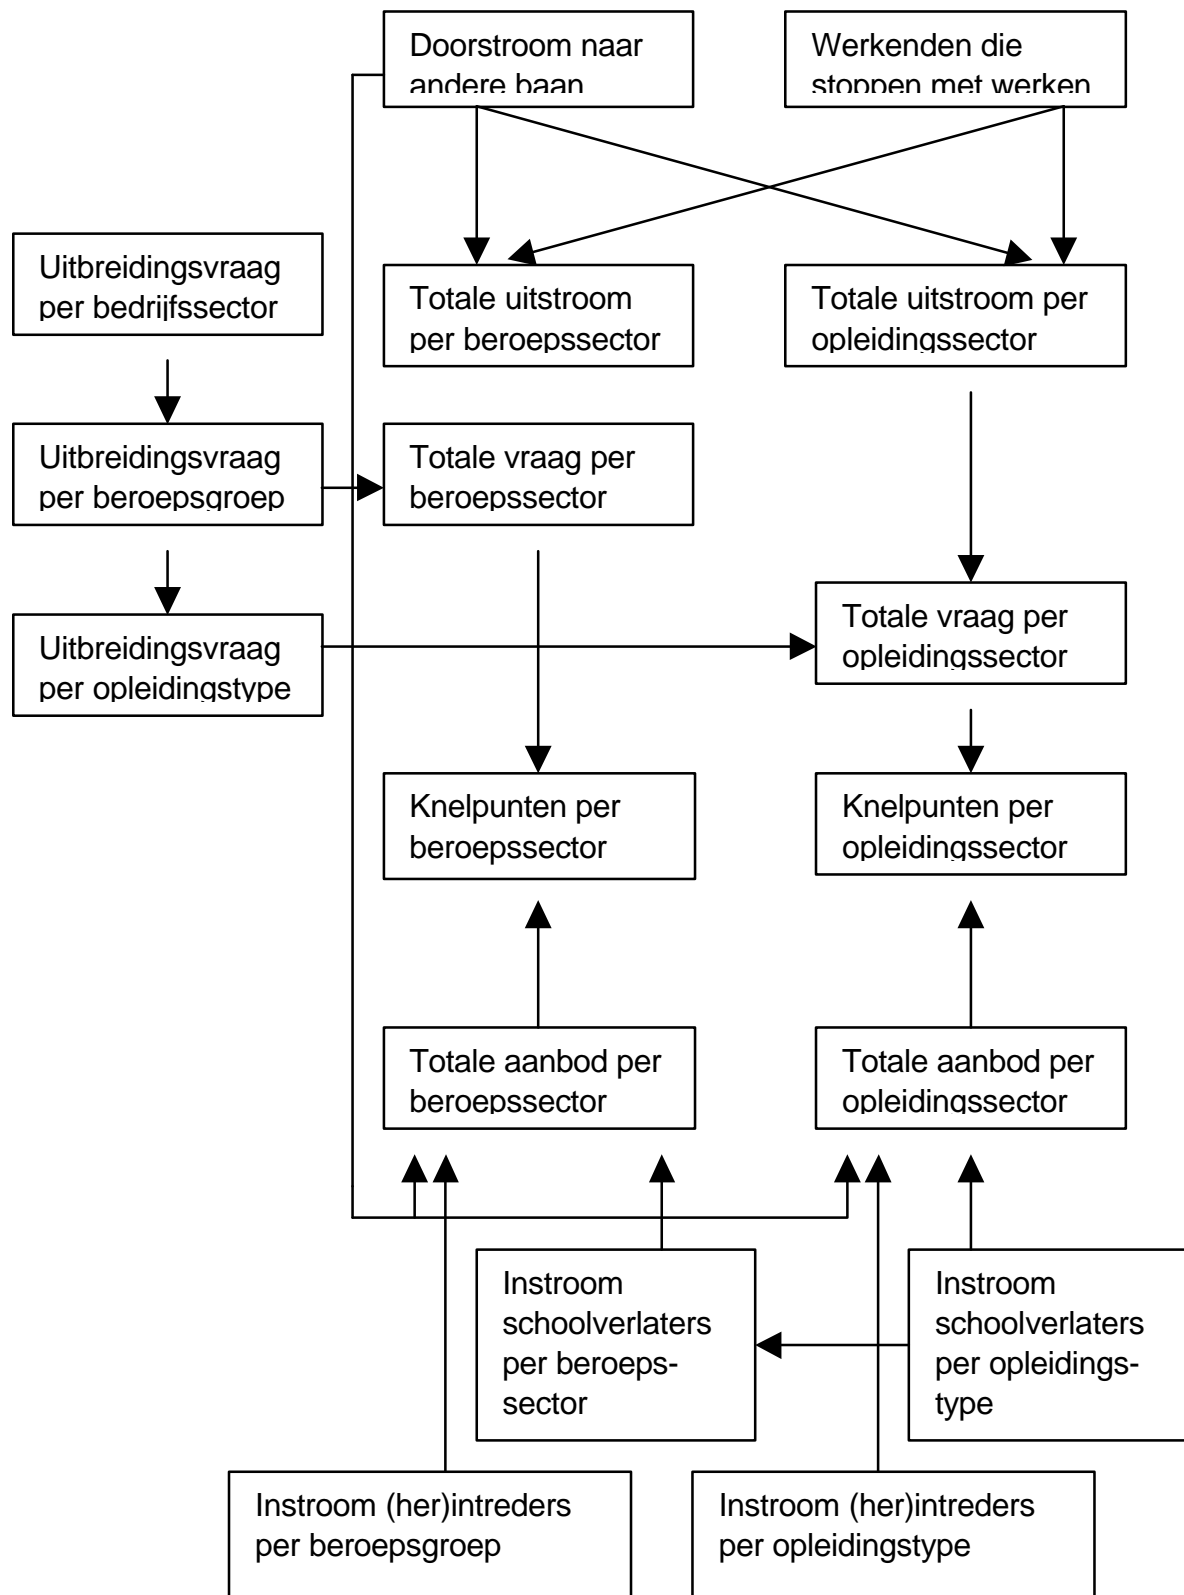 Doorstroom naar
andere baan
Werkenden die
stoppen met werken
Uitbreidingsvraag
per bedrijfssector
Totale uitstroom
per beroepssector
Totale uitstroom per
opleidingssector
Uitbreidingsvraag
per beroepsgroep
Totale vraag per
beroepssector
Uitbreidingsvraag
per opleidingstype
Totale vraag per
opleidingssector
Knelpunten per
beroepssector
Knelpunten per
opleidingssector
Totale aanbod per
beroepssector
Totale aanbod per
opleidingssector
Instroom
schoolverlaters
per beroeps-
sector
Instroom
schoolverlaters
per opleidings-
type
Instroom (her)intreders
per beroepsgroep
Instroom (her)intreders
per opleidingstype